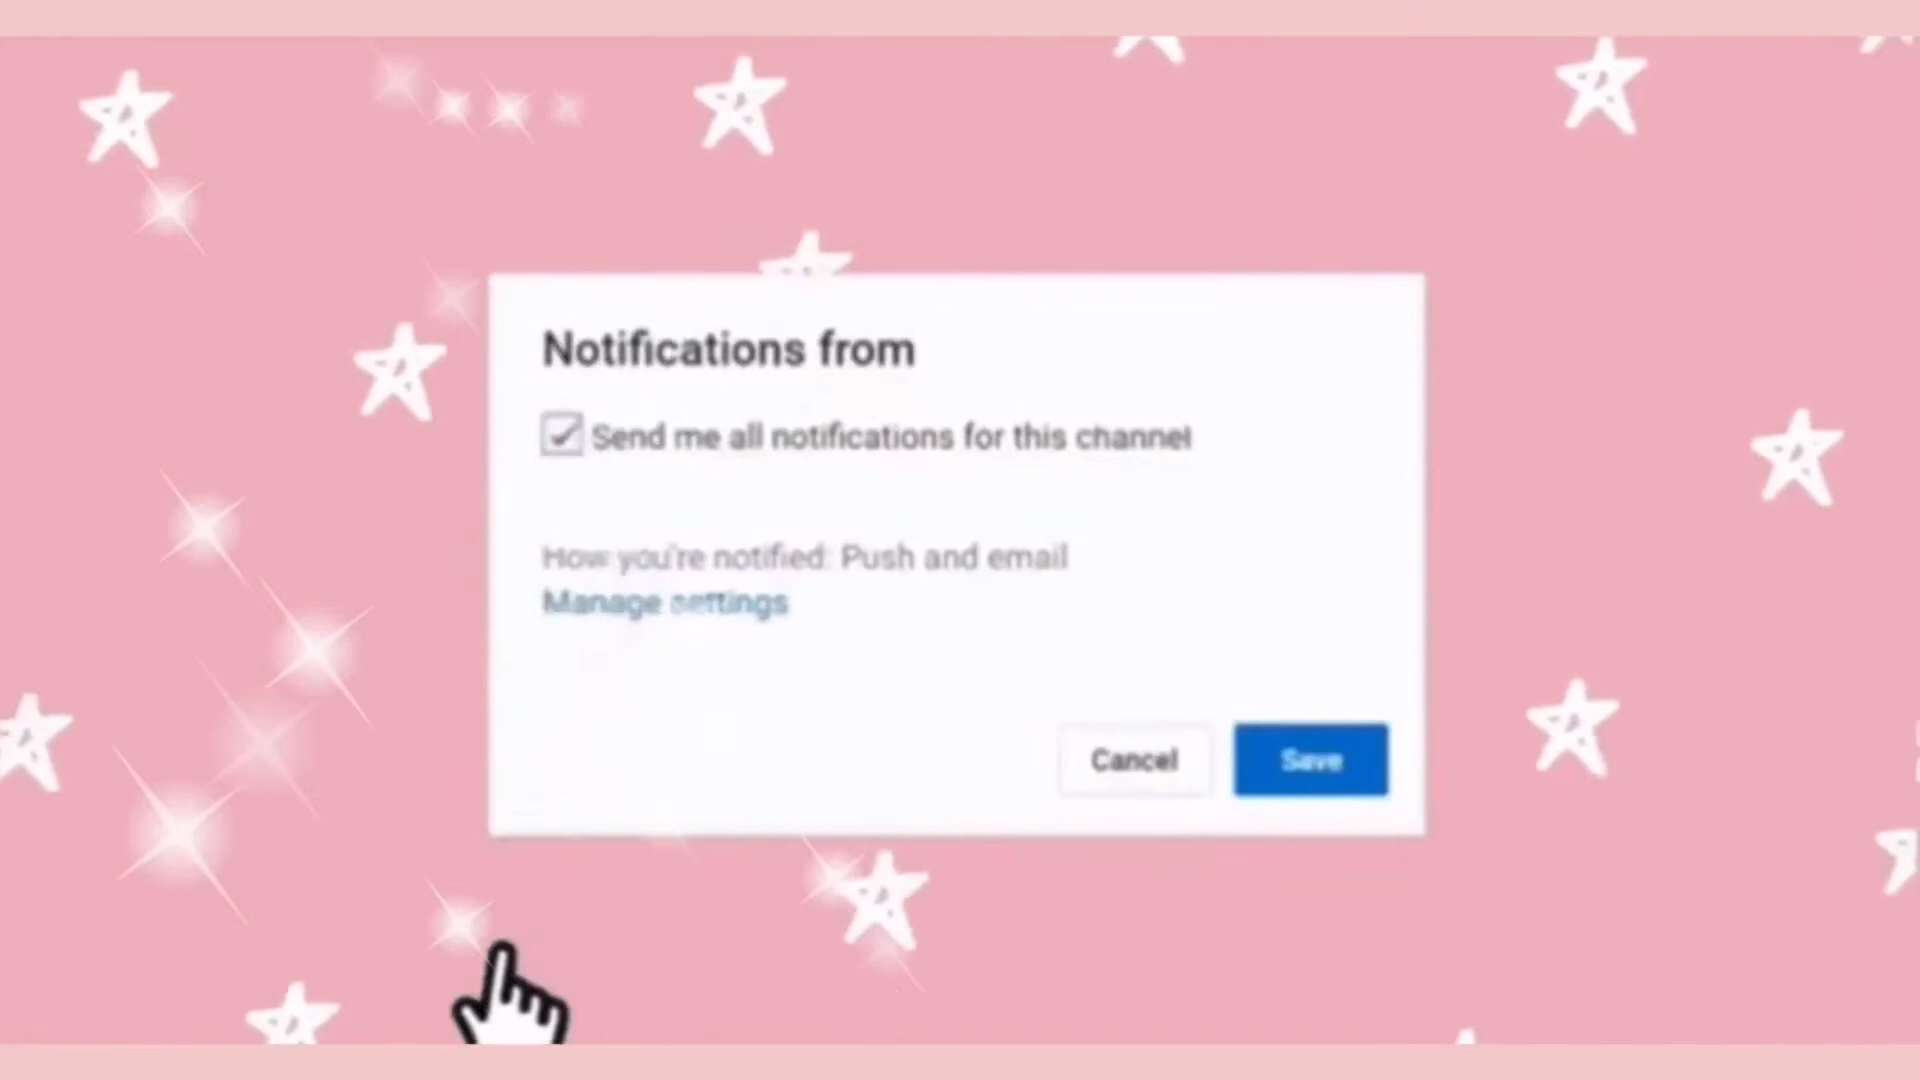 Notifications from
Send me all notifications for this channel
How you're notified: Push and email
Manage settings
Cancel
Save